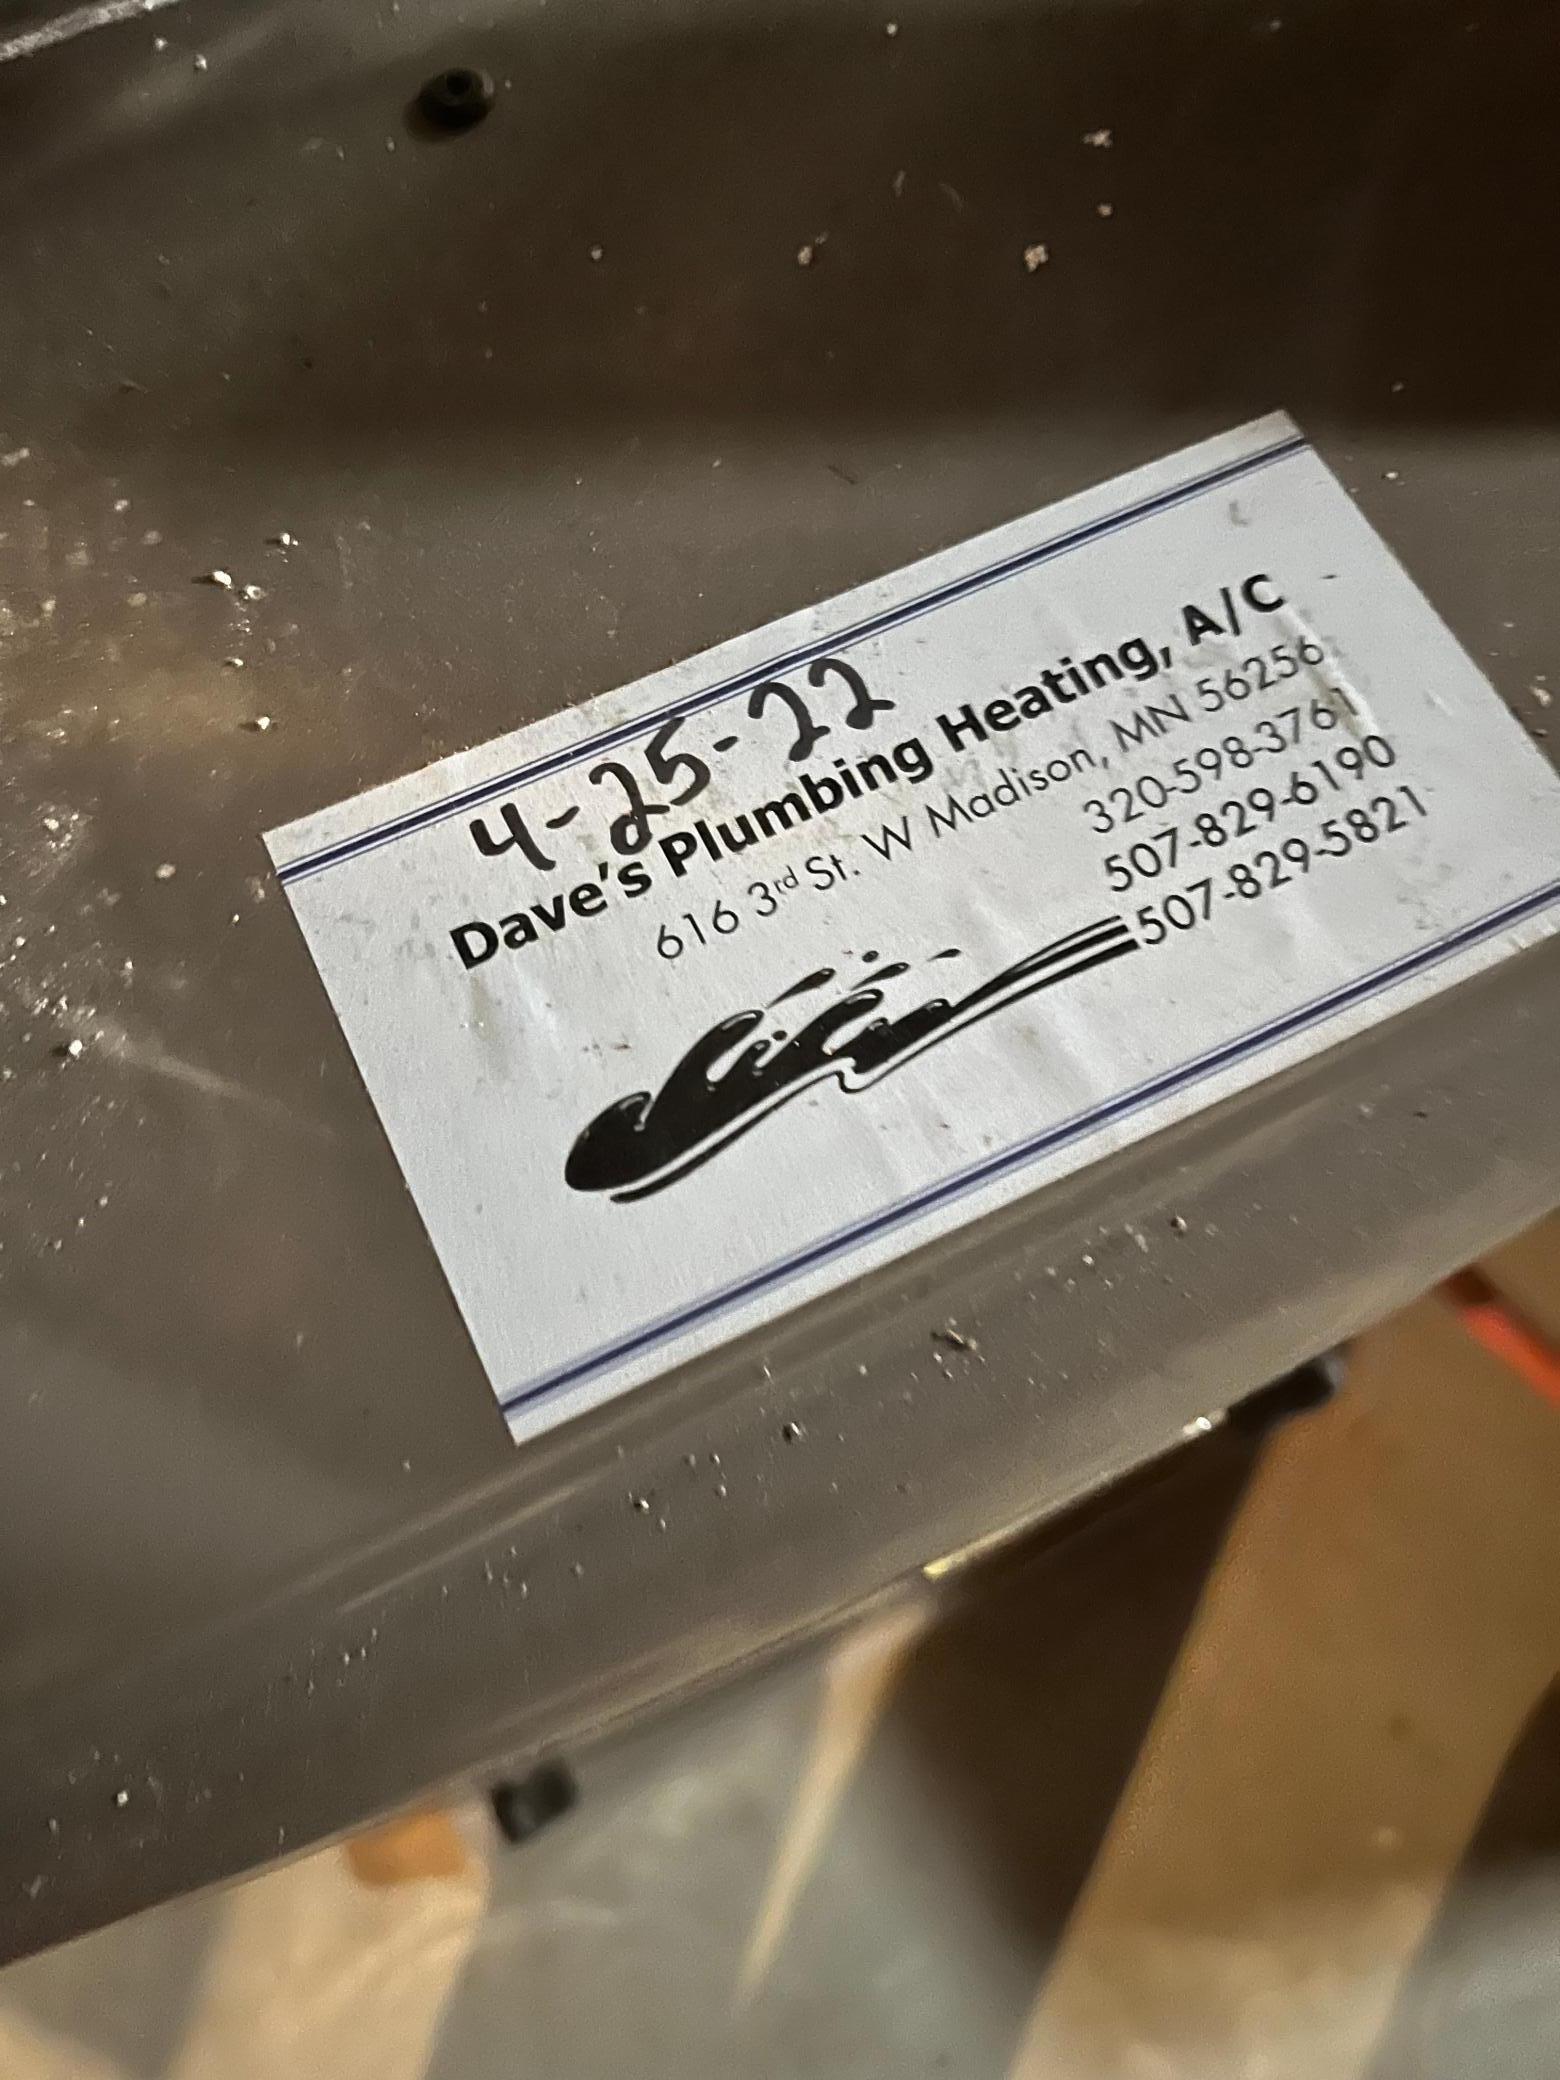 4-25-22
Dave's Plumbing Heating, A/C
616 3rd St. W Madison, MN 56256
320-598-3761
507-829-6190
507-829-5821